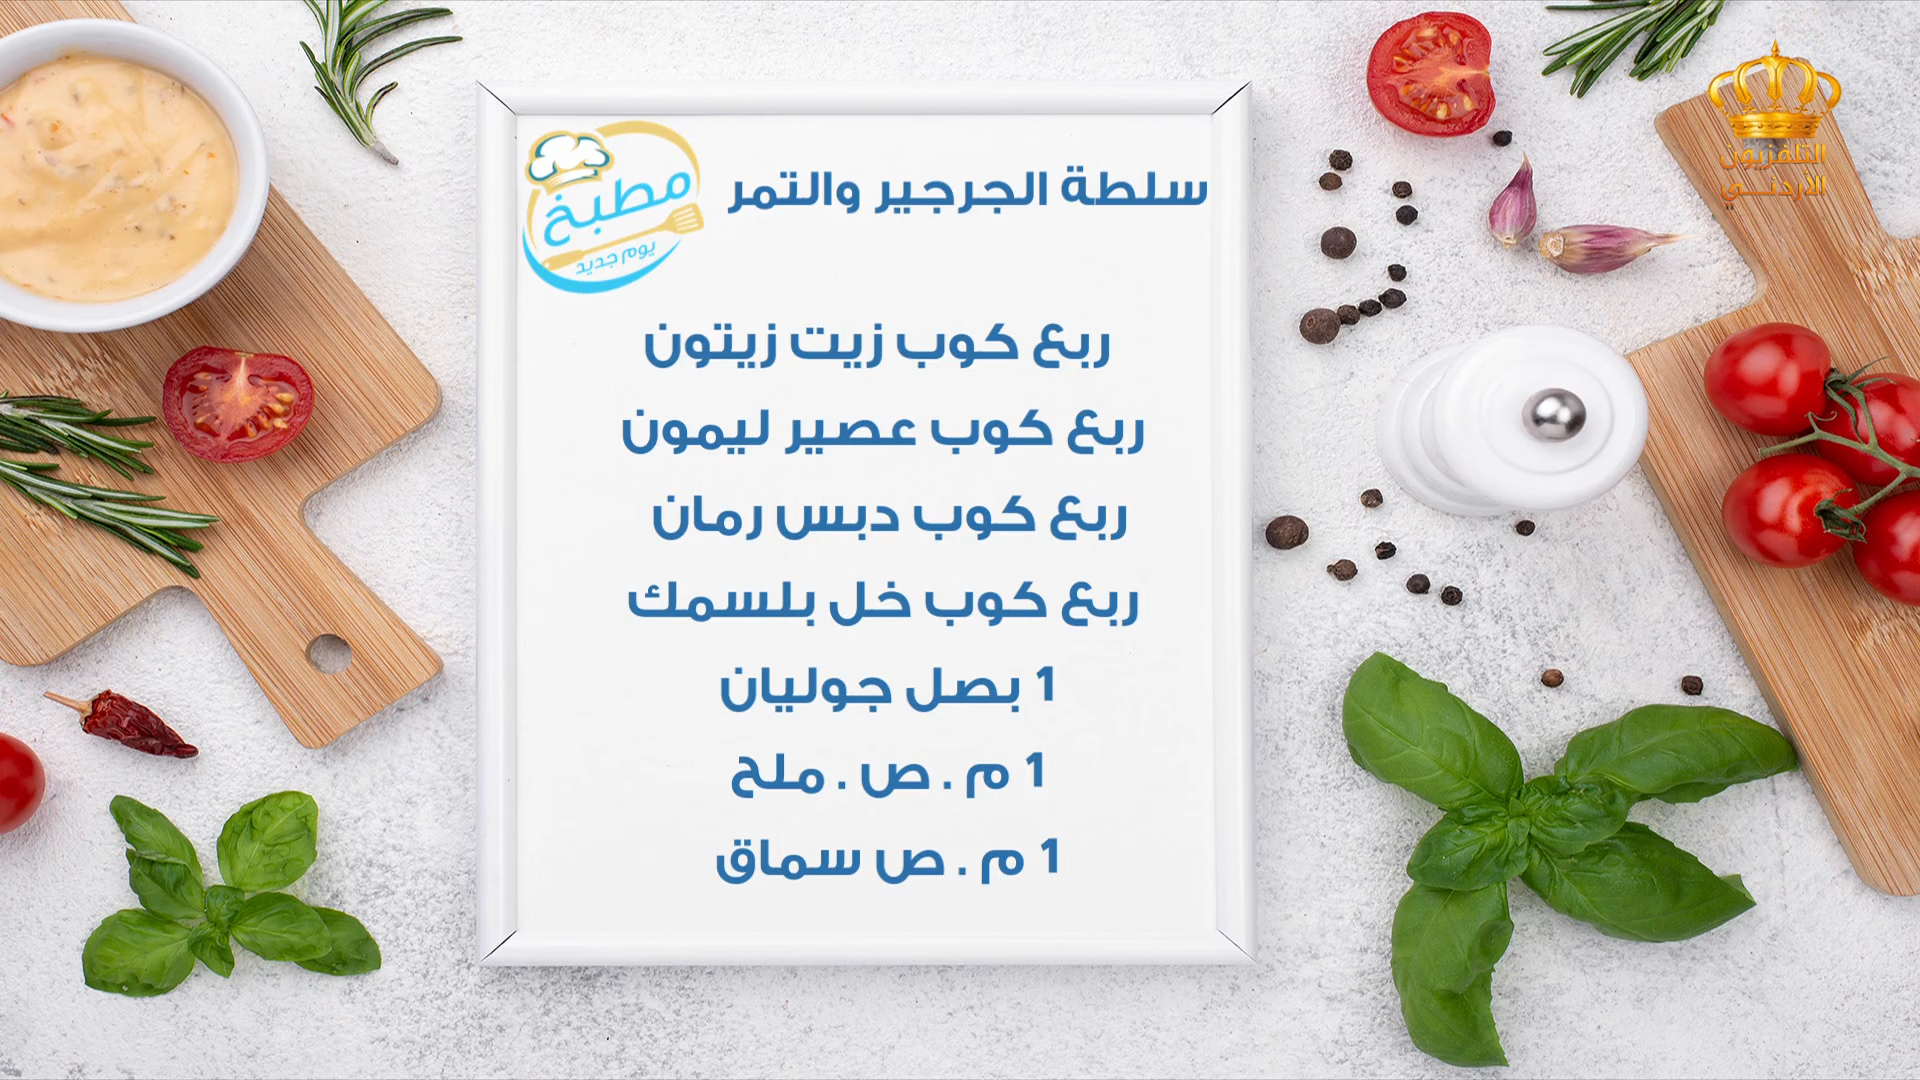 سلطة الجرجير والتمر
مطبخ
يوم جديد
ربع كوب زيت زيتون
ربع كوب عصير ليمون
ربع كوب دبس رمان
ربع كوب خل بلسمك
1 بصل جوليان
1 م . ص . ملح
1 م . ص سماق
التلفزيون
الأردني